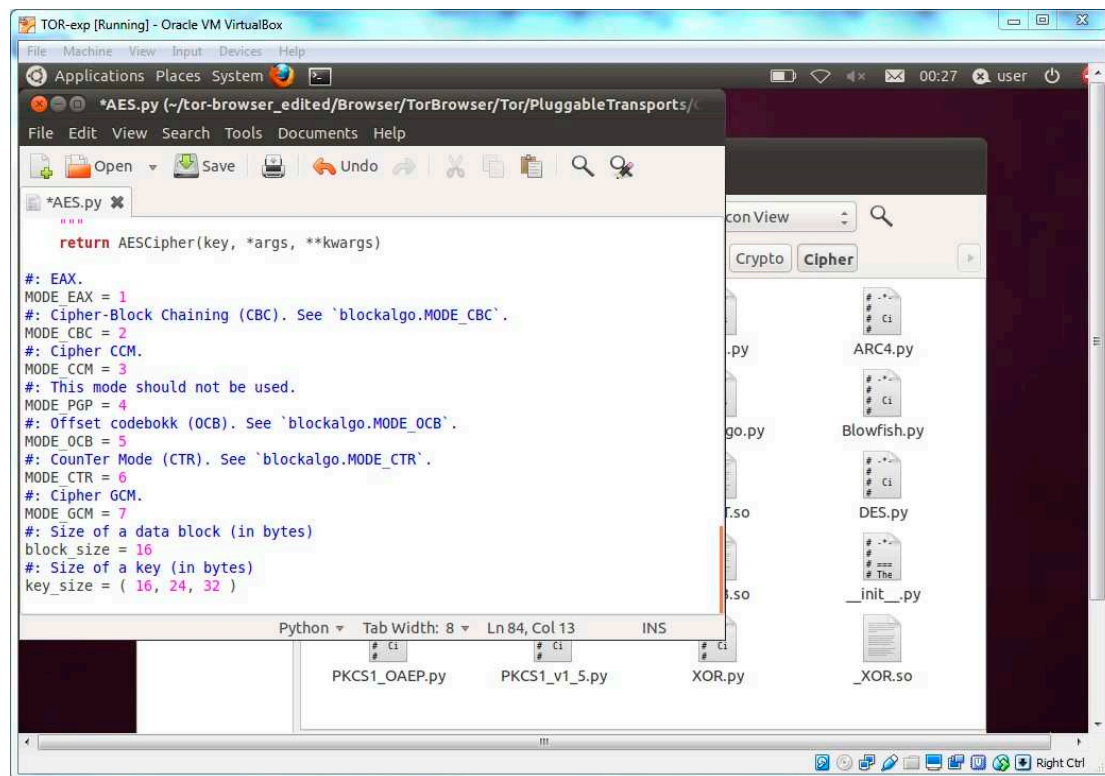 TOR-exp [Running] - Oracle VM VirtualBox
File Machine View Input Devices Help
Applications Places System 00:27 user
*AES.py (~/tor-browser_edited/Browser/TorBrowser/Tor/PluggableTransports/
File Edit View Search Tools Documents Help
Open Save Undo
*AES.py
"""
return AESCipher(key, *args, **kwargs)
#: EAX.
MODE_EAX = 1
#: Cipher-Block Chaining (CBC). See `blockalgo.MODE_CBC`.
MODE_CBC = 2
#: Cipher CCM.
MODE_CCM = 3
#: This mode should not be used.
MODE_PGP = 4
#: Offset codebokk (OCB). See `blockalgo.MODE_OCB`.
MODE_OCB = 5
#: CounTer Mode (CTR). See `blockalgo.MODE_CTR`.
MODE_CTR = 6
#: Cipher GCM.
MODE_GCM = 7
#: Size of a data block (in bytes)
block_size = 16
#: Size of a key (in bytes)
key_size = ( 16, 24, 32 )
Python Tab Width: 8 Ln 84, Col 13 INS
con View
Crypto Cipher
.py ARC4.py
go.py Blowfish.py
T.so DES.py
.so __init__.py
PKCS1_OAEP.py PKCS1_v1_5.py XOR.py _XOR.so
Right Ctrl